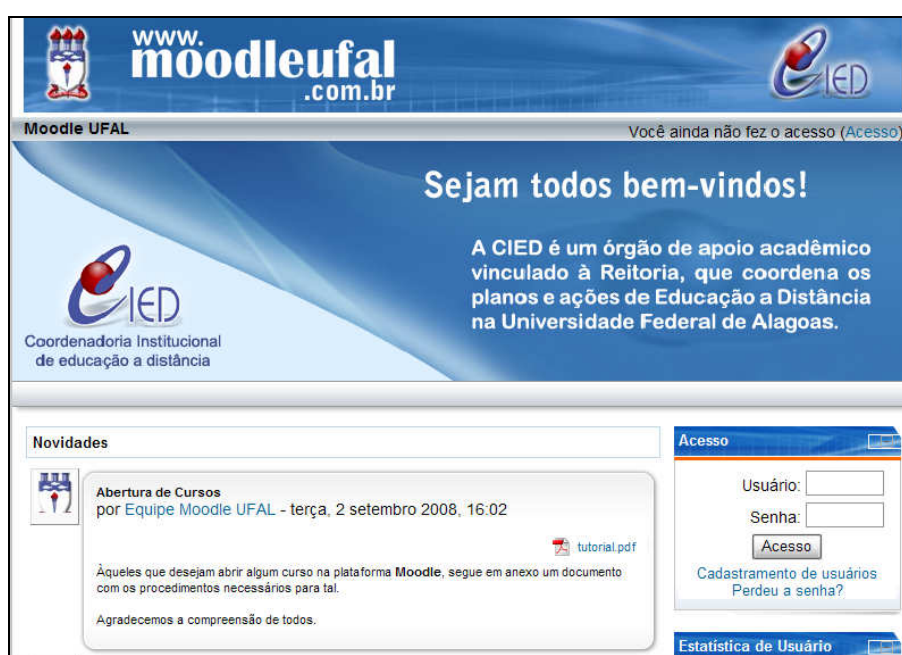 www.
moodleufal
.com.br
CIED
Moodle UFAL
Você ainda não fez o acesso (Acesso)
Sejam todos bem-vindos!
A CIED é um órgão de apoio acadêmico
vinculado à Reitoria, que coordena os
planos e ações de Educação a Distância
na Universidade Federal de Alagoas.
CIED
Coordenadoria Institucional
de educação a distância
Novidades
Abertura de Cursos
por Equipe Moodle UFAL - terça, 2 setembro 2008, 16:02
tutorial.pdf
Àqueles que desejam abrir algum curso na plataforma Moodle, segue em anexo um documento
com os procedimentos necessários para tal.
Agradecemos a compreensão de todos.
Acesso
Usuário:
Senha:
Acesso
Cadastramento de usuários
Perdeu a senha?
Estatística de Usuário